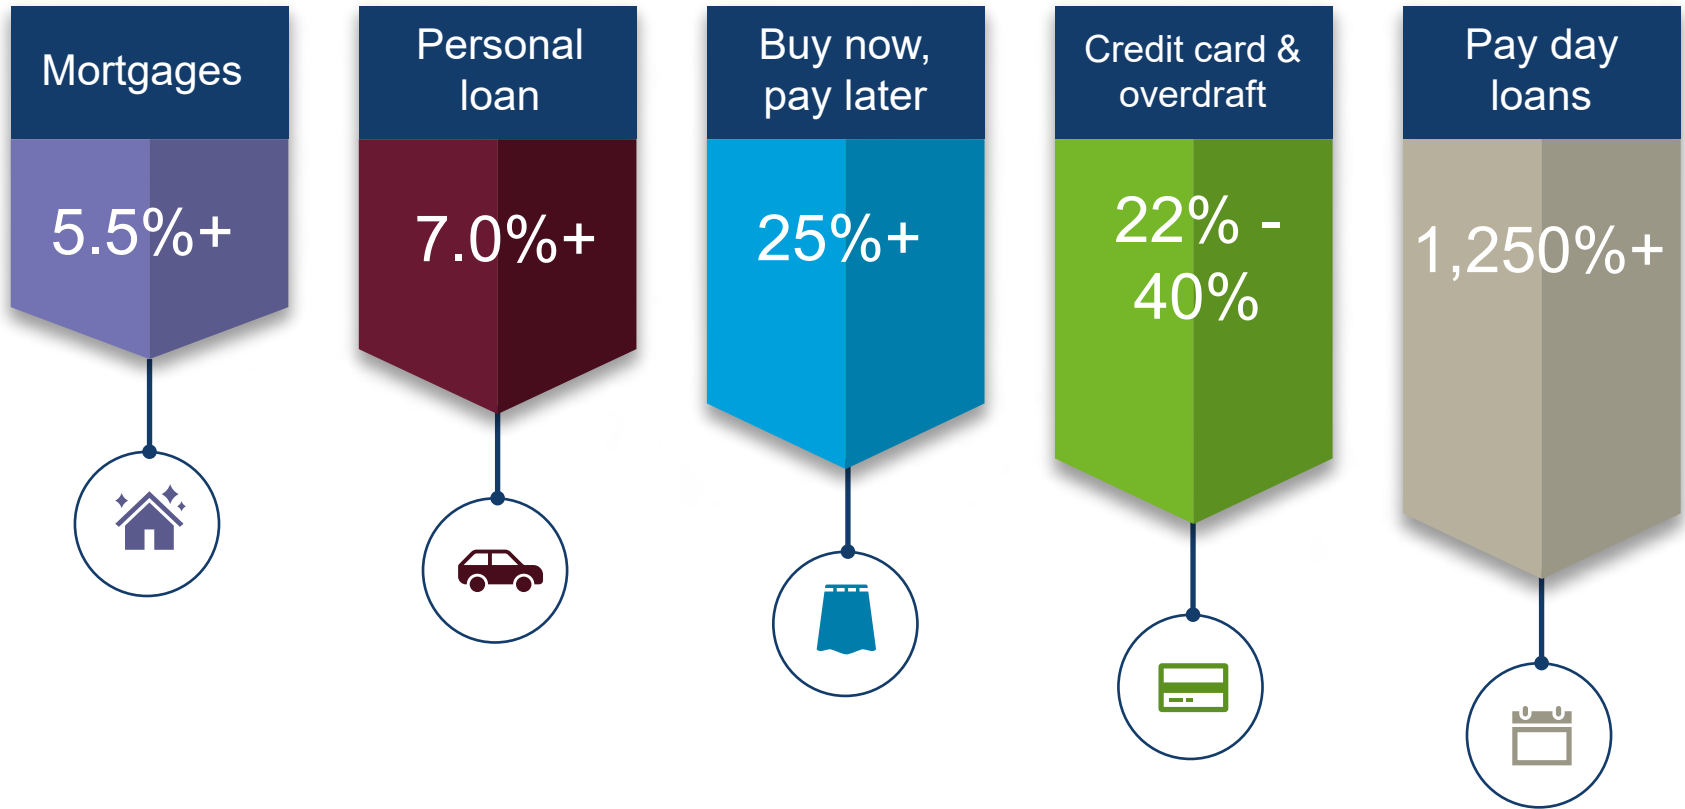 Mortgages
5.5%+
Personal
loan
7.0%+
Buy now,
pay later
25%+
Credit card &
overdraft
22% -
40%
Pay day
loans
1,250%+